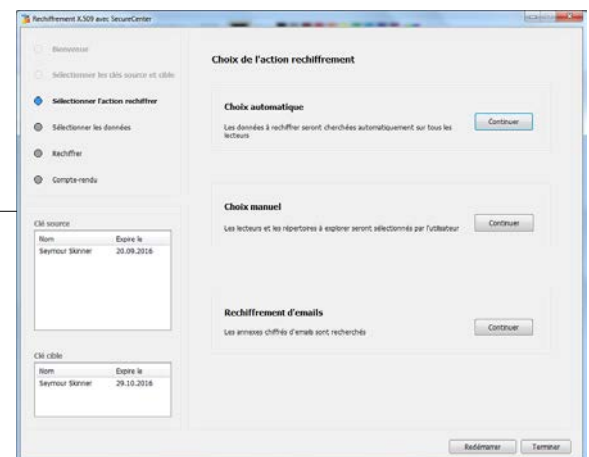 Rechiffrement X.509 avec SecureCenter
Bienvenue
Sélectionner les clés source et cible
Sélectionner l'action rechiffrer
Sélectionner les données
Rechiffrer
Compte-rendu
Clé source
Nom Expire le
Seymour Skinner 20.09.2016
Clé cible
Nom Expire le
Seymour Skinner 29.10.2016
Choix de l'action rechiffrement
Choix automatique
Les données à rechiffrer seront cherchées automatiquement sur tous les
lecteurs
Continuer
Choix manuel
Les lecteurs et les répertoires à explorer seront sélectionnés par l'utilisateur
Continuer
Rechiffrement d'emails
Les annexes chiffrés d'emails sont recherchés
Continuer
Redémarrer Terminer